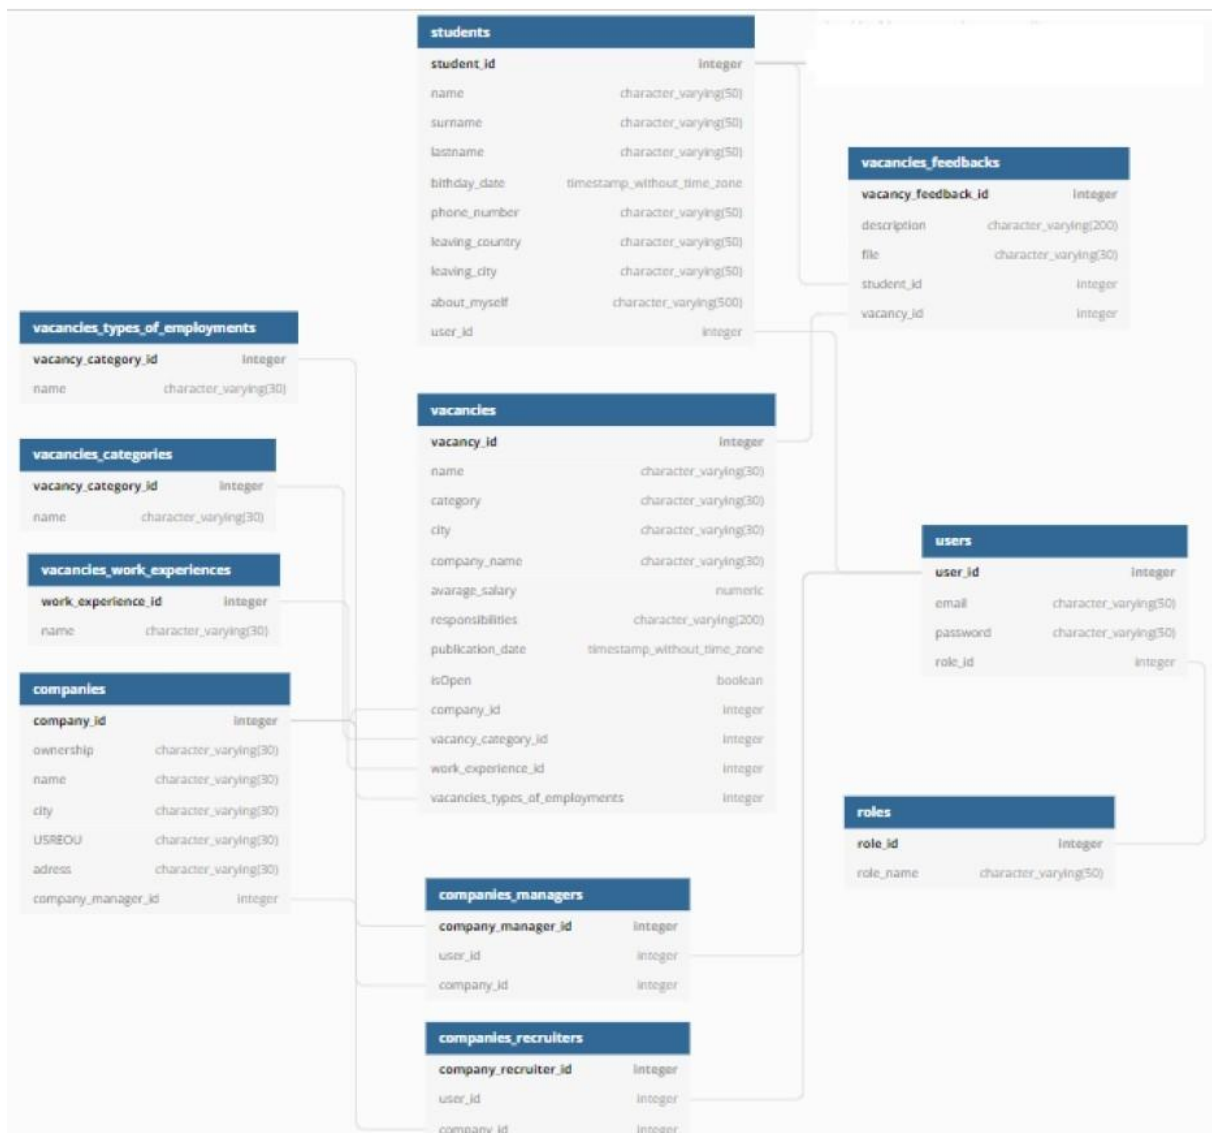 students
student_id integer
name character_varying(50)
surname character_varying(50)
lastname character_varying(50)
bithday_date timestamp_without_time_zone
phone_number character_varying(50)
leaving_country character_varying(50)
leaving_city character_varying(50)
about_myself character_varying(500)
user_id integer
vacancies_feedbacks
vacancy_feedback_id integer
description character_varying(200)
file character_varying(30)
student_id integer
vacancy_id integer
vacancies_types_of_employments
vacancy_category_id integer
name character_varying(30)
vacancies_categories
vacancy_category_id integer
name character_varying(30)
vacancies_work_experiences
work_experience_id integer
name character_varying(30)
companies
company_id integer
ownership character_varying(30)
name character_varying(30)
city character_varying(30)
USREOU character_varying(30)
adress character_varying(30)
company_manager_id integer
vacancies
vacancy_id integer
name character_varying(30)
category character_varying(30)
city character_varying(30)
company_name character_varying(30)
avarage_salary numeric
responsibilities character_varying(200)
publication_date timestamp_without_time_zone
isOpen boolean
company_id integer
vacancy_category_id integer
work_experience_id integer
vacancies_types_of_employments integer
users
user_id integer
email character_varying(50)
password character_varying(50)
role_id integer
roles
role_id integer
role_name character_varying(50)
companies_managers
company_manager_id integer
user_id integer
company_id integer
companies_recruiters
company_recruiter_id integer
user_id integer
company_id integer